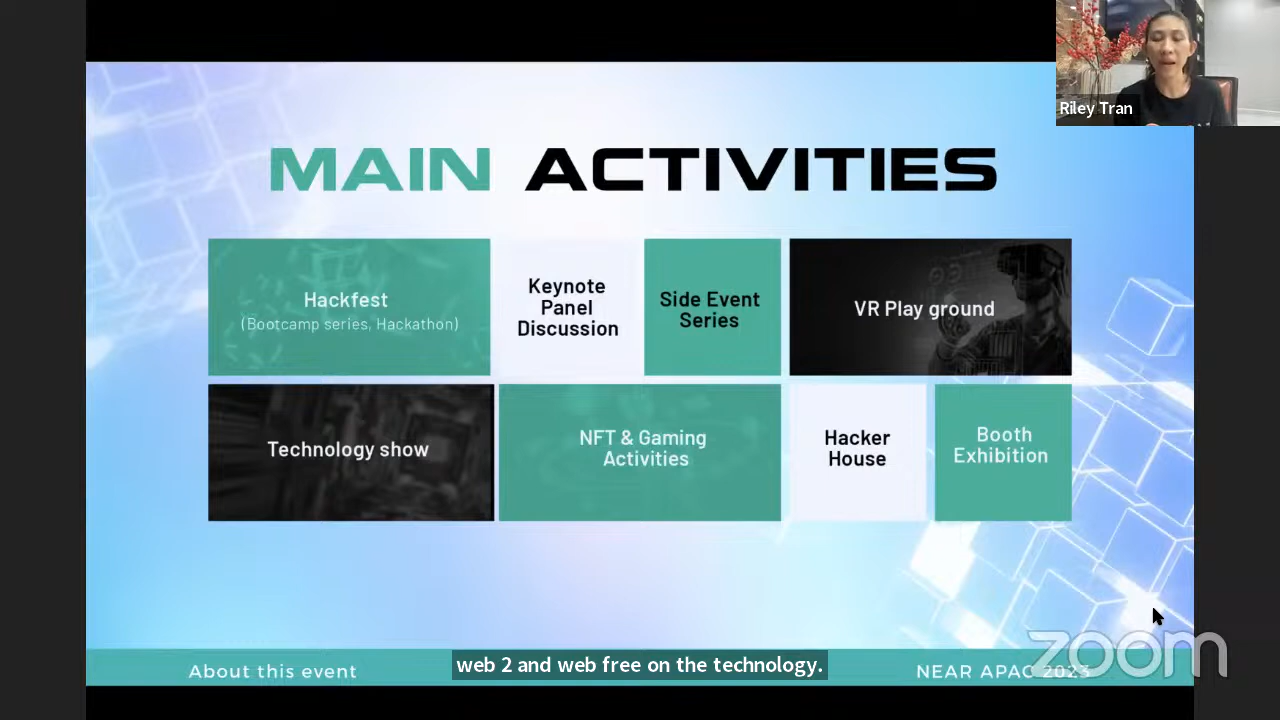 Riley Tran
MAIN ACTIVITIES
Hackfest
(Bootcamp series, Hackathon)
Keynote
Panel
Discussion
Side Event
Series
VR Play ground
Technology show
NFT & Gaming
Activities
Hacker
House
Booth
Exhibition
About this event
web 2 and web free on the technology.
NEAR APAC 2023
zoom